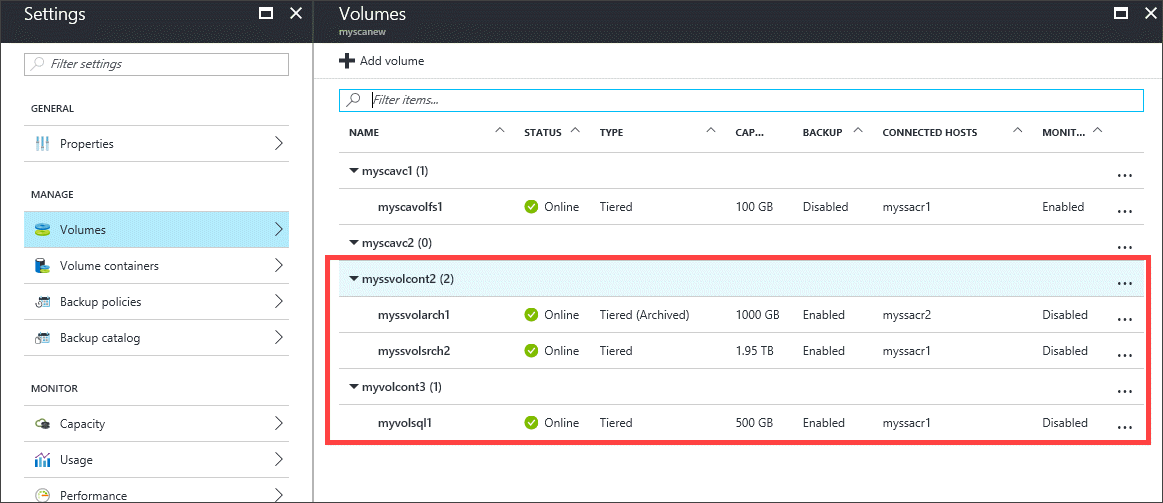 Settings
Filter settings
GENERAL
Properties
MANAGE
Volumes
Volume containers
Backup policies
Backup catalog
MONITOR
Capacity
Usage
Performance
Volumes
myscanew
Add volume
Filter items...
NAME STATUS TYPE CAP... BACKUP CONNECTED HOSTS MONIT...
myscavc1 (1) ...
myscavolfs1 Online Tiered 100 GB Disabled myssacr1 Enabled ...
myscavc2 (0) ...
myssvolcont2 (2) ...
myssvolarch1 Online Tiered (Archived) 1000 GB Enabled myssacr2 Disabled ...
myssvolsrch2 Online Tiered 1.95 TB Enabled myssacr1 Disabled ...
myvolcont3 (1) ...
myvolsql1 Online Tiered 500 GB Enabled myssacr1 Disabled ...